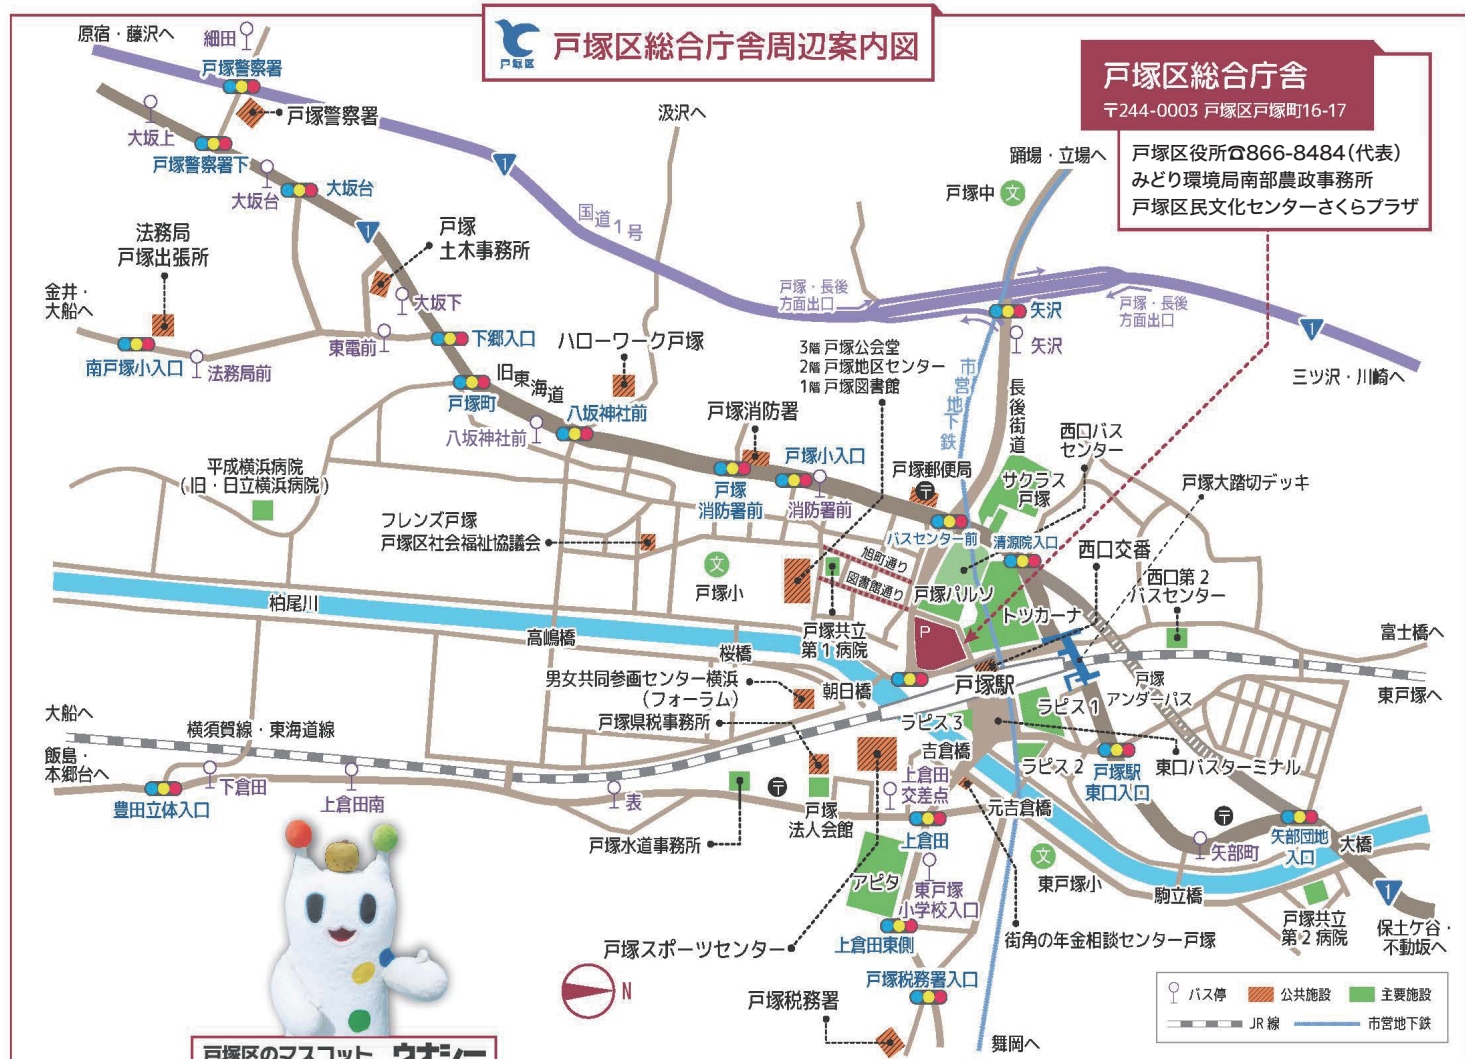 戸塚区
戸塚区総合庁舎周辺案内図
戸塚区総合庁舎
〒244-0003 戸塚区戸塚町16-17
戸塚区役所☎866-8484(代表)
みどり環境局南部農政事務所
戸塚区民文化センターさくらプラザ
原宿・藤沢へ
細田
戸塚警察署
戸塚警察署
大坂上
戸塚警察署下
大坂台
大坂台
汲沢へ
1
踊場・立場へ
戸塚中
文
国道1号
1
戸塚
土木事務所
法務局
戸塚出張所
金井・
大船へ
大坂下
南戸塚小入口
法務局前
東電前
下郷入口
戸塚・長後
方面出口
戸塚・長後
方面出口
矢沢
矢沢
1
三ツ沢・川崎へ
ハローワーク戸塚
3階 戸塚公会堂
2階 戸塚地区センター
1階 戸塚図書館
市営地下鉄
長後街道
戸塚町
旧東海道
八坂神社前
八坂神社前
戸塚消防署
戸塚小入口
戸塚
消防署前
消防署前
戸塚郵便局
〒
西口バス
センター
サクラス
戸塚
戸塚大踏切デッキ
平成横浜病院
(旧・日立横浜病院)
フレンズ戸塚
戸塚区社会福祉協議会
文
戸塚小
バスセンター前
清源院入口
旭町通り
図書館通り
西口交番
西口第2
バスセンター
戸塚パルソ
トツカーナ
戸塚共立
第1病院
P
柏尾川
高嶋橋
桜橋
富士橋へ
戸塚駅
戸塚
アンダーパス
東戸塚へ
男女共同参画センター横浜
(フォーラム)
朝日橋
戸塚県税事務所
ラピス1
ラピス3
ラピス2
吉倉橋
大船へ
横須賀線・東海道線
飯島・
本郷台へ
下倉田
上倉田南
豊田立体入口
表
〒
戸塚
法人会館
上倉田
交差点
上倉田
元吉倉橋
戸塚駅
東口入口
東口バスターミナル
〒
矢部町
矢部団地
入口
大橋
戸塚水道事務所
アピタ
文
東戸塚小
駒立橋
東戸塚
小学校入口
上倉田東側
戸塚スポーツセンター
街角の年金相談センター戸塚
戸塚共立
第2病院
1
保土ケ谷・
不動坂へ
戸塚税務署入口
戸塚税務署
舞岡へ
N
バス停
公共施設
主要施設
JR線
市営地下鉄
戸塚区のマスコット ウナシー